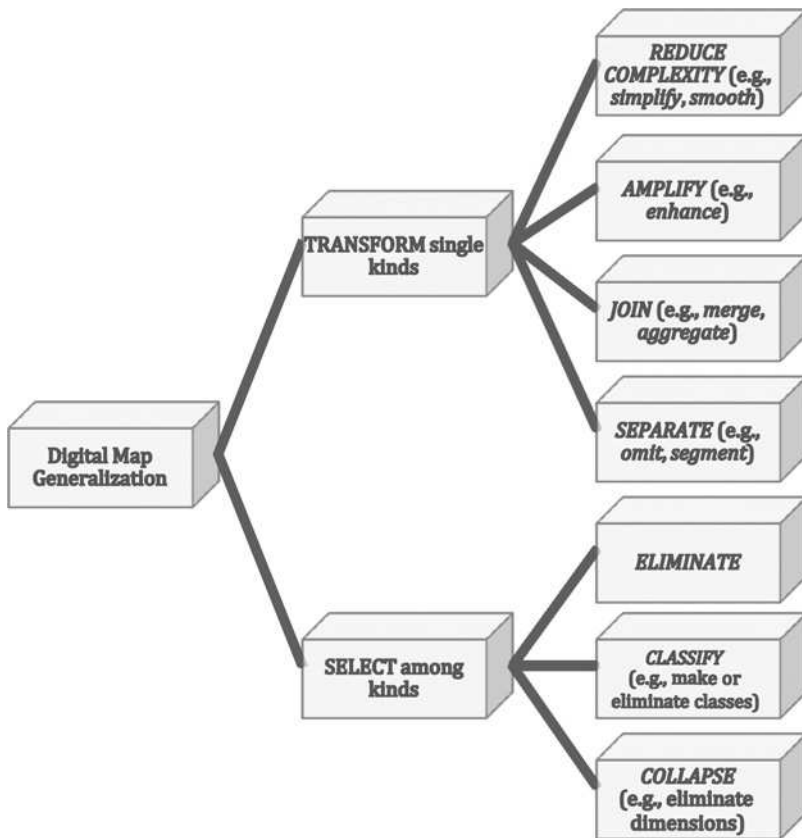 REDUCE
COMPLEXITY (e.g.,
simplify, smooth)
AMPLIFY (e.g.,
enhance)
TRANSFORM single
kinds
JOIN (e.g., merge,
aggregate)
SEPARATE (e.g.,
omit, segment)
Digital Map
Generalization
ELIMINATE
SELECT among
kinds
CLASSIFY
(e.g., make or
eliminate classes)
COLLAPSE
(e.g., eliminate
dimensions)